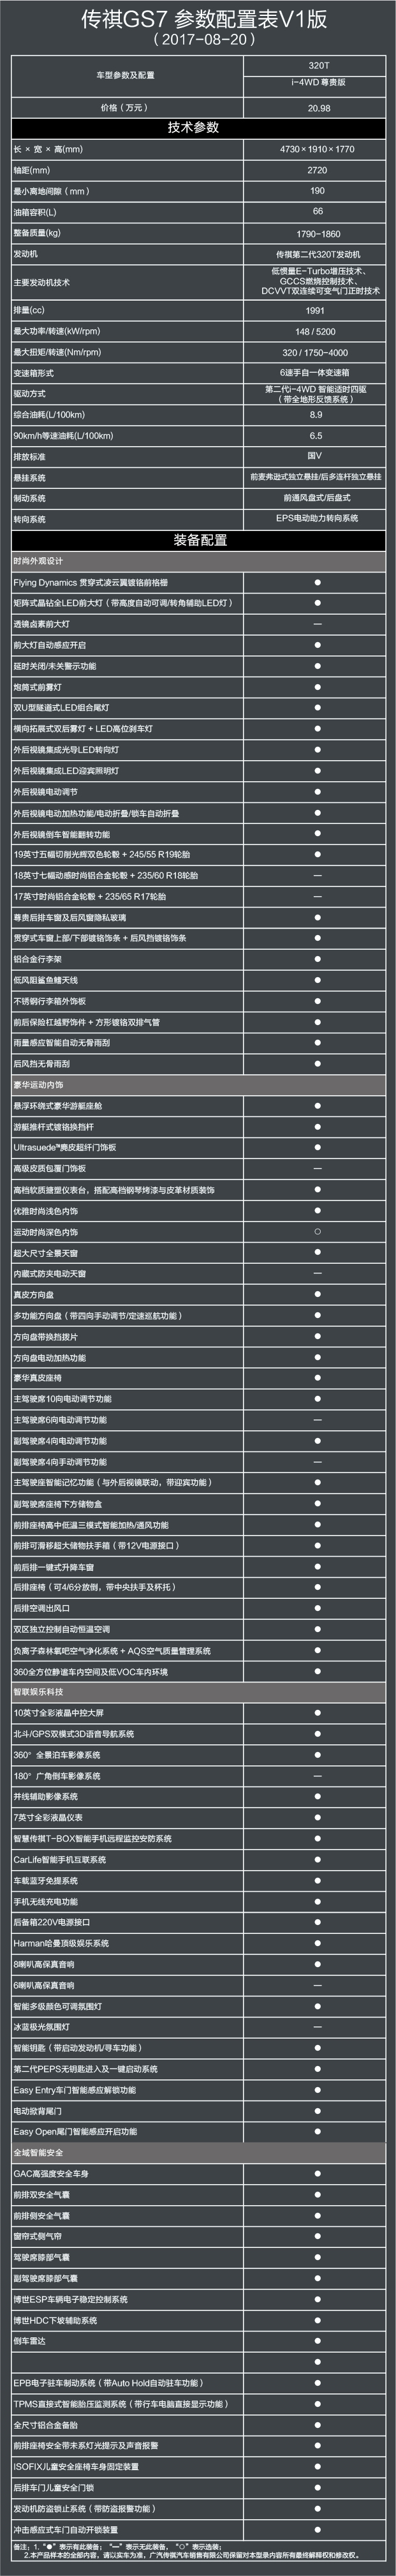 传祺GS7 参数配置表V1版
（2017-08-20）
车型参数及配置
320T
i-4WD 尊贵版
价格（万元） 20.98
技术参数
长 × 宽 × 高(mm) 4730×1910×1770
轴距(mm) 2720
最小离地间隙（mm） 190
油箱容积(L) 66
整备质量(kg) 1790-1860
发动机 传祺第二代320T发动机
主要发动机技术
低惯量E-Turbo增压技术、
GCCS燃烧控制技术、
DCVVT双连续可变气门正时技术
排量(cc) 1991
最大功率/转速(kW/rpm) 148 / 5200
最大扭矩/转速(Nm/rpm) 320 / 1750-4000
变速箱形式 6速手自一体变速箱
驱动方式
第二代i-4WD 智能适时四驱
（带全地形反馈系统）
综合油耗(L/100km) 8.9
90km/h等速油耗(L/100km) 6.5
排放标准 国V
悬挂系统 前麦弗逊式独立悬挂/后多连杆独立悬挂
制动系统 前通风盘式/后盘式
转向系统 EPS电动助力转向系统
装备配置
时尚外观设计
Flying Dynamics 贯穿式凌云翼镀铬前格栅 ●
矩阵式晶钻全LED前大灯（带高度自动可调/转角辅助LED灯） ●
透镜卤素前大灯 —
前大灯自动感应开启 ●
延时关闭/未关警示功能 ●
炮筒式前雾灯 ●
双U型隧道式LED组合尾灯 ●
横向拓展式双后雾灯 + LED高位刹车灯 ●
外后视镜集成光导LED转向灯 ●
外后视镜集成LED迎宾照明灯 ●
外后视镜电动调节 ●
外后视镜电动加热功能/电动折叠/锁车自动折叠 ●
外后视镜倒车智能翻转功能 ●
19英寸五幅切削光辉双色轮毂 + 245/55 R19轮胎 ●
18英寸七幅动感时尚铝合金轮毂 + 235/60 R18轮胎 —
17英寸时尚铝合金轮毂 + 235/65 R17轮胎 —
尊贵后排车窗及后风窗隐私玻璃 ●
贯穿式车窗上部/下部镀铬饰条 + 后风挡镀铬饰条 ●
铝合金行李架 ●
低风阻鲨鱼鳍天线 ●
不锈钢行李箱外饰板 ●
前后保险杠越野饰件 + 方形镀铬双排气管 ●
雨量感应智能自动无骨雨刮 ●
后风挡无骨雨刮 ●
豪华运动内饰
悬浮环绕式豪华游艇座舱 ●
游艇推杆式镀铬换挡杆 ●
Ultrasuede™麂皮超纤门饰板 ●
高级皮质包覆门饰板 —
高档软质搪塑仪表台，搭配高档钢琴烤漆与皮革材质装饰 ●
优雅时尚浅色内饰 ●
运动时尚深色内饰 ○
超大尺寸全景天窗 ●
内藏式防夹电动天窗 —
真皮方向盘 ●
多功能方向盘（带四向手动调节/定速巡航功能） ●
方向盘带换挡拨片 ●
方向盘电动加热功能 ●
豪华真皮座椅 ●
主驾驶席10向电动调节功能 ●
主驾驶席6向电动调节功能 —
副驾驶席4向电动调节功能 ●
副驾驶席4向手动调节功能 —
主驾驶座智能记忆功能（与外后视镜联动，带迎宾功能） ●
副驾驶席座椅下方储物盒 ●
前排座椅高中低温三模式智能加热/通风功能 ●
前排可滑移超大储物扶手箱（带12V电源接口） ●
前后排一键式升降车窗 ●
后排座椅（可4/6分放倒，带中央扶手及杯托） ●
后排空调出风口 ●
双区独立控制自动恒温空调 ●
负离子森林氧吧空气净化系统 + AQS空气质量管理系统 ●
360全方位静谧车内空间及低VOC车内环境 ●
智联娱乐科技
10英寸全彩液晶中控大屏 ●
北斗/GPS双模式3D语音导航系统 ●
360°全景泊车影像系统 ●
180°广角倒车影像系统 —
并线辅助影像系统 ●
7英寸全彩液晶仪表 ●
智慧传祺T-BOX智能手机远程监控安防系统 ●
CarLife智能手机互联系统 ●
车载蓝牙免提系统 ●
手机无线充电功能 ●
后备箱220V电源接口 ●
Harman哈曼顶级娱乐系统 ●
8喇叭高保真音响 ●
6喇叭高保真音响 —
智能多级颜色可调氛围灯 ●
冰蓝极光氛围灯 —
智能钥匙（带启动发动机/寻车功能） ●
第二代PEPS无钥匙进入及一键启动系统 ●
Easy Entry车门智能感应解锁功能 ●
电动掀背尾门 ●
Easy Open尾门智能感应开启功能 ●
全域智能安全
GAC高强度安全车身 ●
前排双安全气囊 ●
前排侧安全气囊 ●
窗帘式侧气帘 ●
驾驶席膝部气囊 ●
副驾驶席膝部气囊 ●
博世ESP车辆电子稳定控制系统 ●
博世HDC下坡辅助系统 ●
倒车雷达 ●
●
EPB电子驻车制动系统（带Auto Hold自动驻车功能） ●
TPMS直接式智能胎压监测系统（带行车电脑直接显示功能） ●
全尺寸铝合金备胎 ●
前排座椅安全带未系灯光提示及声音报警 ●
ISOFIX儿童安全座椅车身固定装置 ●
后排车门儿童安全门锁 ●
发动机防盗锁止系统（带防盗报警功能） ●
冲击感应式车门自动开锁装置 ●
备注：1.“●”表示有此装备；“—”表示无此装备，“○”表示选装；
2.本产品样本的全部内容，请以实车为准，广汽传祺汽车销售有限公司保留对本型录内容所有最终解释权和修改权。